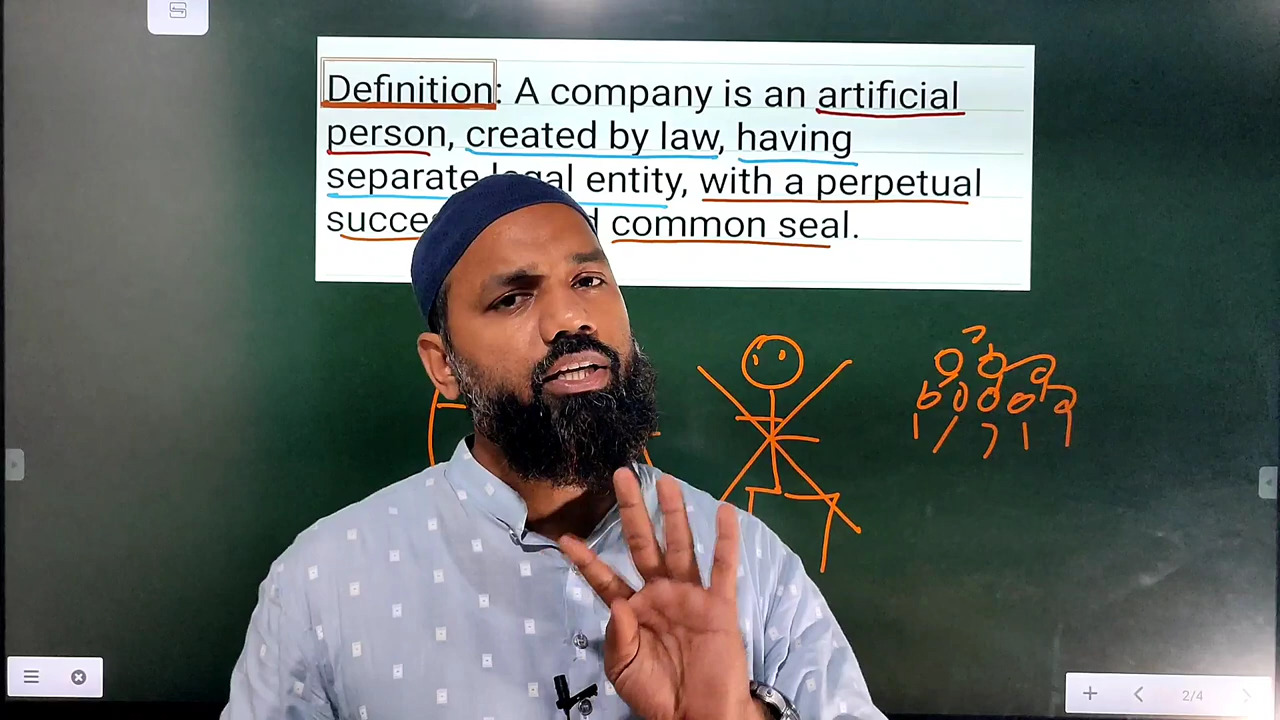 Definition: A company is an artificial
person, created by law, having
separate legal entity, with a perpetual
common seal.
2/4